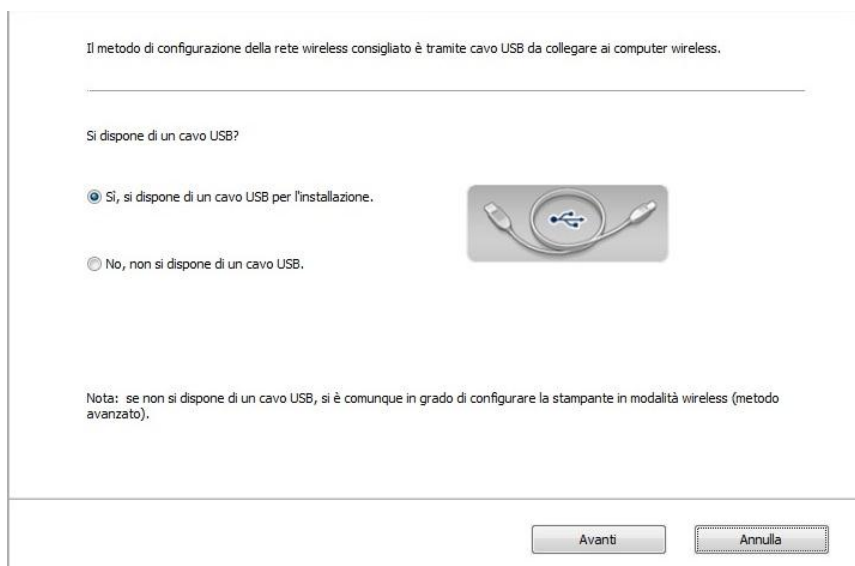 Il metodo di configurazione della rete wireless consigliato è tramite cavo USB da collegare ai computer wireless.
Si dispone di un cavo USB?
Sì, si dispone di un cavo USB per l'installazione.
No, non si dispone di un cavo USB.
Nota: se non si dispone di un cavo USB, si è comunque in grado di configurare la stampante in modalità wireless (metodo
avanzato).
Avanti
Annulla